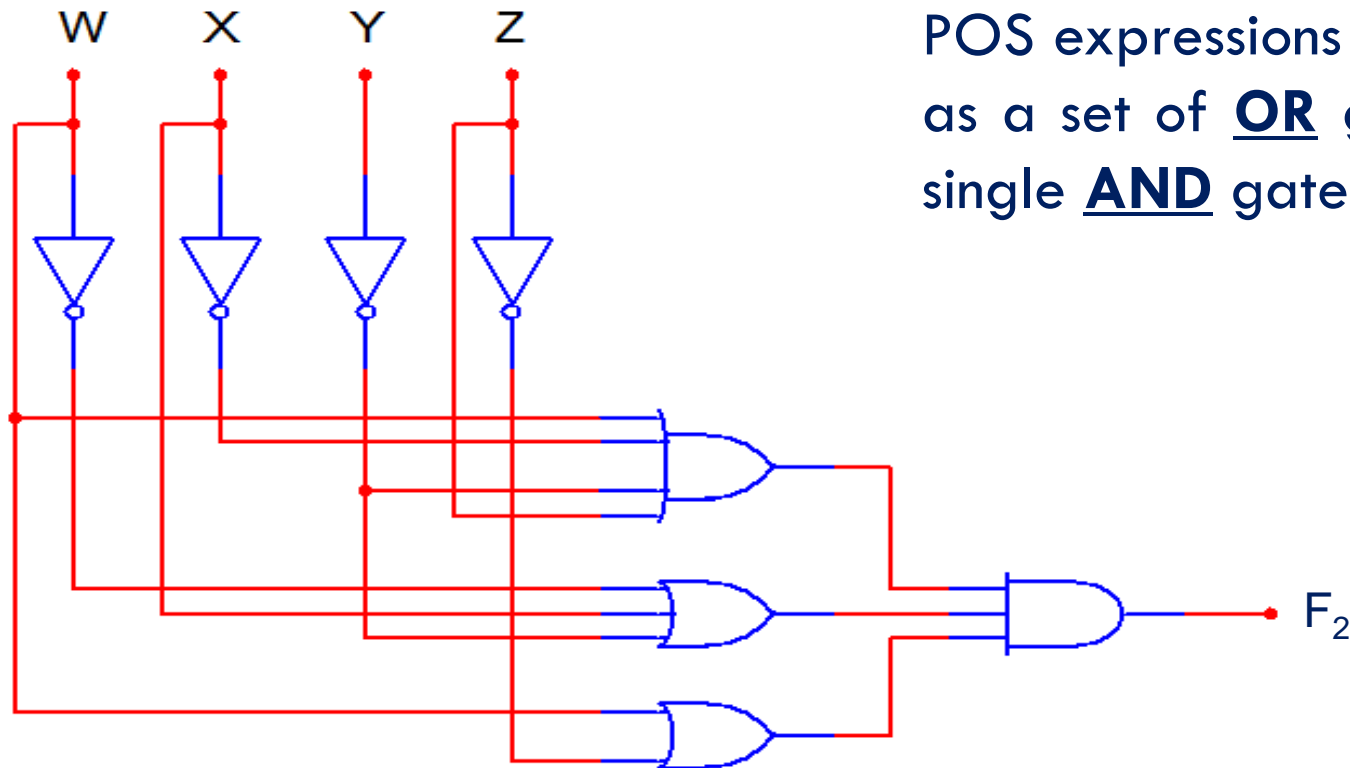 W X Y Z
POS expressions
as a set of OR
single AND gate
F2